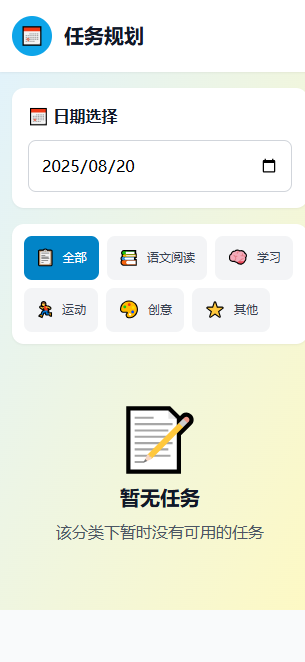 任务规划
日期选择
2025/08/20
全部
语文阅读
学习
运动
创意
其他
暂无任务
该分类下暂时没有可用的任务